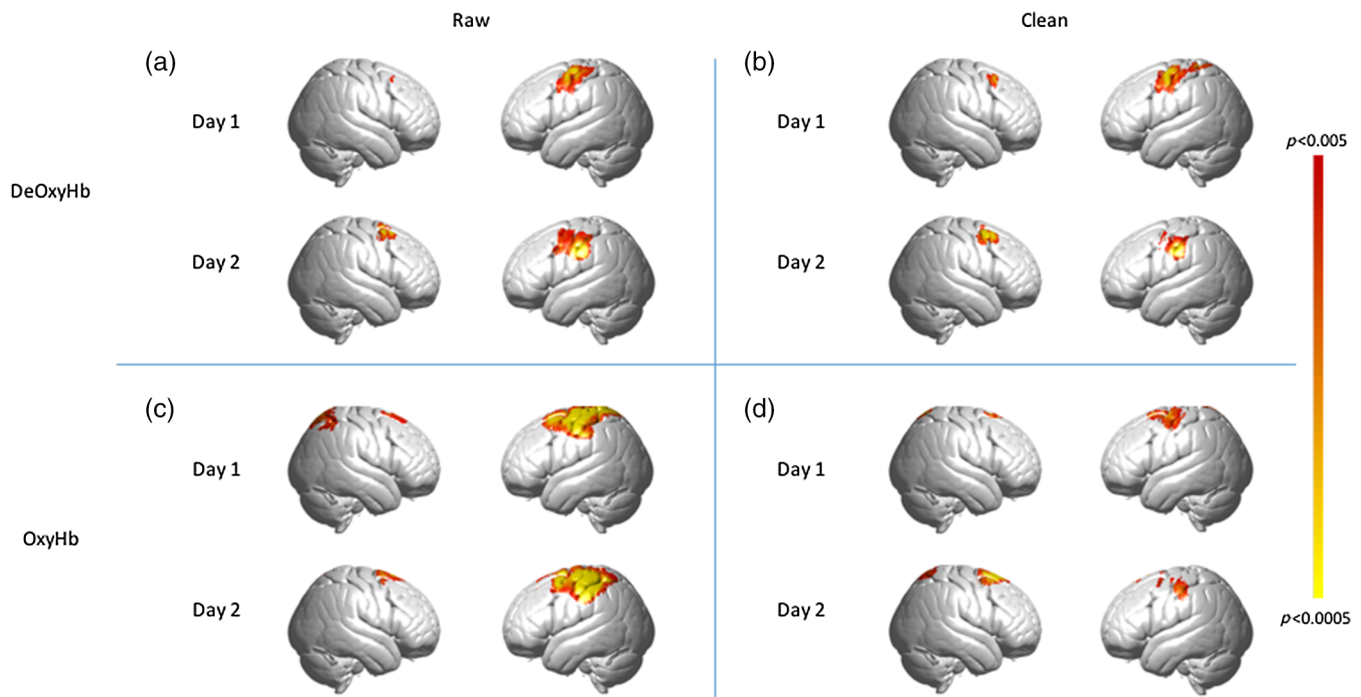 Raw
Clean
(a)
(b)
Day 1
Day 1
p<0.005
DeOxyHb
Day 2
Day 2
(c)
(d)
Day 1
Day 1
OxyHb
Day 2
Day 2
p<0.0005